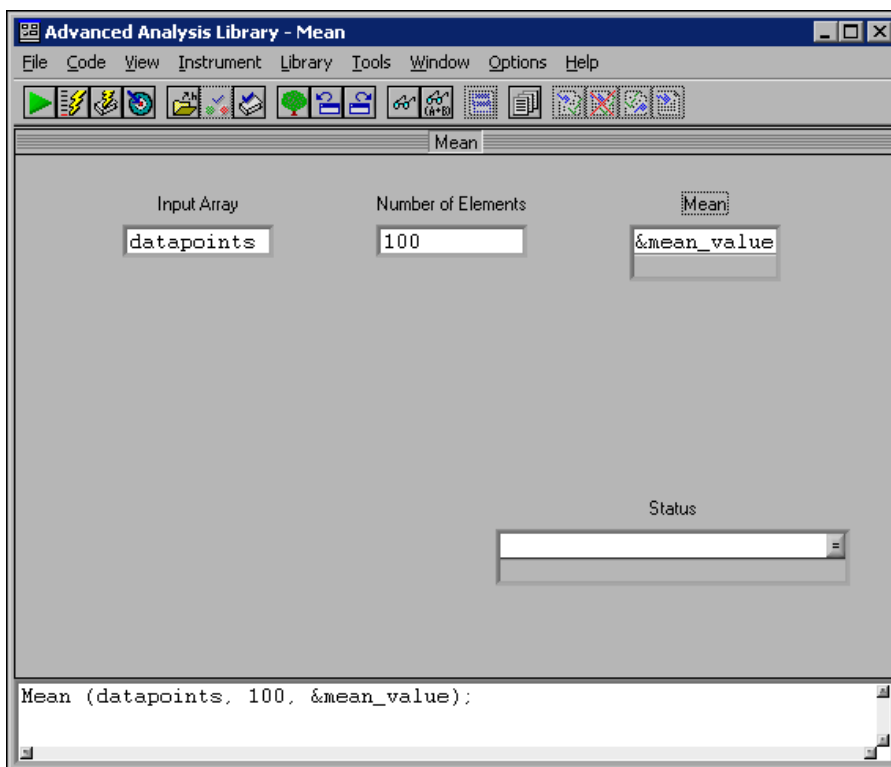 Advanced Analysis Library - Mean
File Code View Instrument Library Tools Window Options Help
(A+B)
Mean
Input Array Number of Elements Mean
datapoints 100 &mean_value
Status
=
Mean (datapoints, 100, &mean_value);